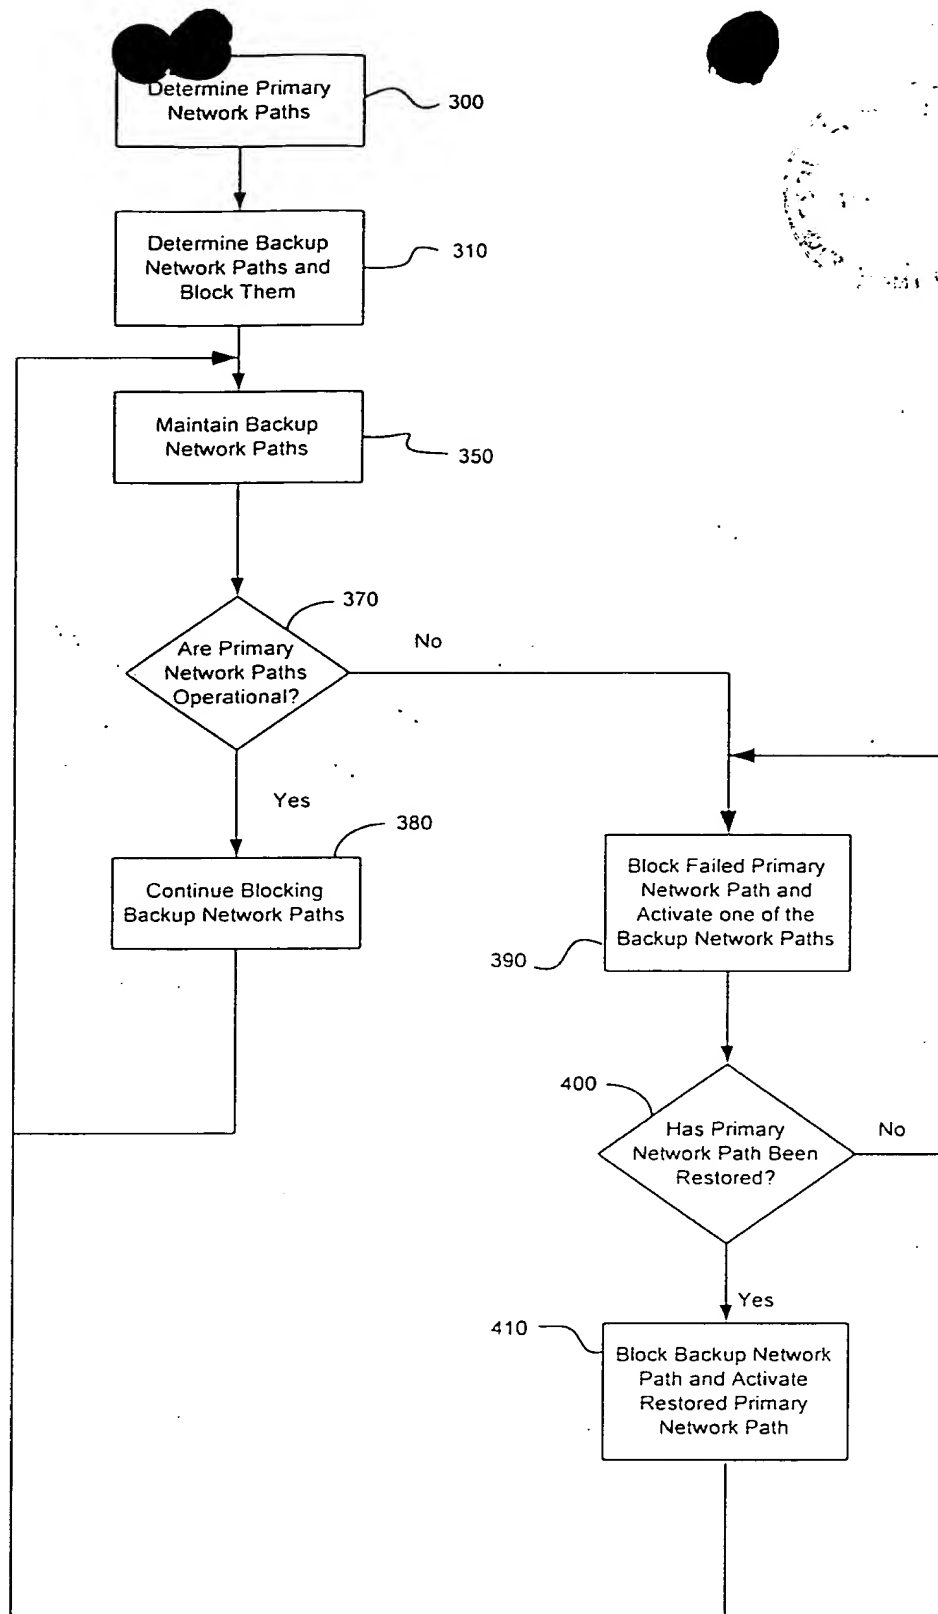 Determine Primary
Network Paths
300
Determine Backup
Network Paths and
Block Them
310
Maintain Backup
Network Paths
350
370
Are Primary
Network Paths
Operational?
No
Yes
380
Continue Blocking
Backup Network Paths
Block Failed Primary
Network Path and
Activate one of the
Backup Network Paths
390
400
Has Primary
Network Path Been
Restored?
No
Yes
410
Block Backup Network
Path and Activate
Restored Primary
Network Path